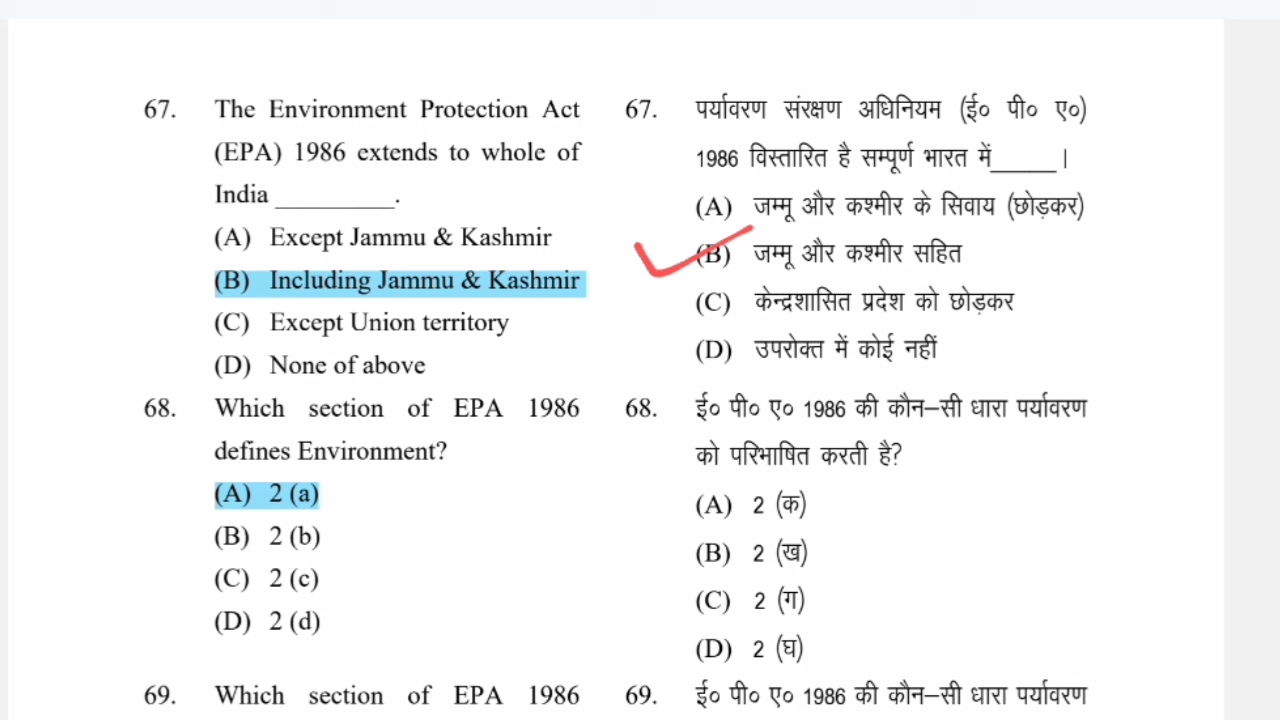 67. The Environment Protection Act
(EPA) 1986 extends to whole of
India _________.
(A) Except Jammu & Kashmir
(B) Including Jammu & Kashmir
(C) Except Union territory
(D) None of above
68. Which section of EPA 1986
defines Environment?
(A) 2 (a)
(B) 2 (b)
(C) 2 (c)
(D) 2 (d)
69. Which section of EPA 1986
67. पर्यावरण संरक्षण अधिनियम (ई० पी० ए०)
1986 विस्तारित है सम्पूर्ण भारत में_____।
(A) जम्मू और कश्मीर के सिवाय (छोड़कर)
(B) जम्मू और कश्मीर सहित
(C) केन्द्रशासित प्रदेश को छोड़कर
(D) उपरोक्त में कोई नहीं
68. ई० पी० ए० 1986 की कौन–सी धारा पर्यावरण
को परिभाषित करती है?
(A) 2 (क)
(B) 2 (ख)
(C) 2 (ग)
(D) 2 (घ)
69. ई० पी० ए० 1986 की कौन–सी धारा पर्यावरण